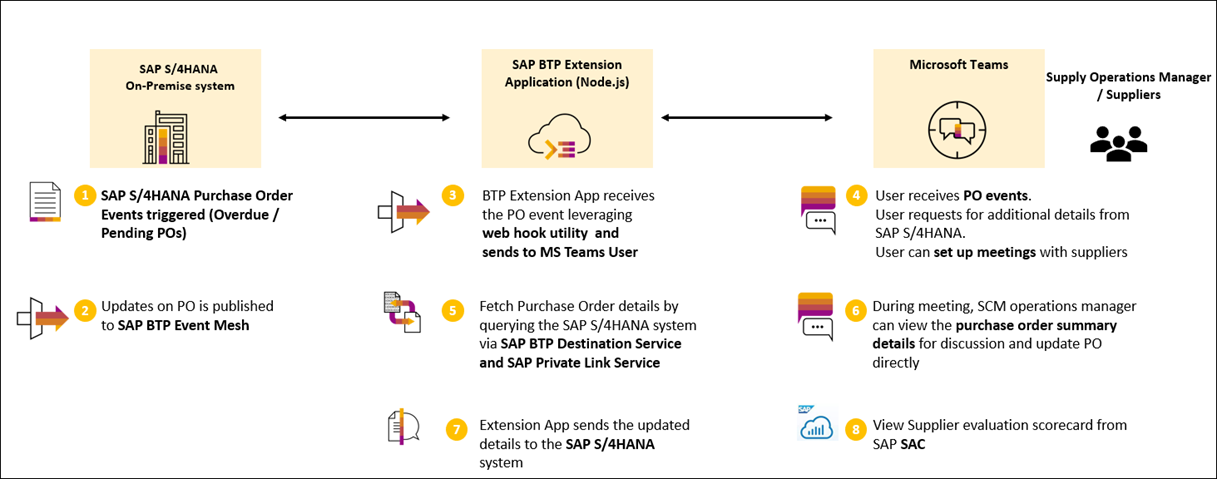 SAP S/4HANA
On-Premise system
SAP BTP Extension
Application (Node.js)
Microsoft Teams
Supply Operations Manager
/ Suppliers
1
SAP S/4HANA Purchase Order
Events triggered (Overdue /
Pending POs)
2
Updates on PO is published
to SAP BTP Event Mesh
3
BTP Extension App receives
the PO event leveraging
web hook utility and
sends to MS Teams User
4
User receives PO events.
User requests for additional details from
SAP S/4HANA.
User can set up meetings with suppliers
5
Fetch Purchase Order details by
querying the SAP S/4HANA system
via SAP BTP Destination Service
and SAP Private Link Service
6
During meeting, SCM operations manager
can view the purchase order summary
details for discussion and update PO
directly
7
Extension App sends the updated
details to the SAP S/4HANA
system
SAP
8
View Supplier evaluation scorecard from
SAP SAC